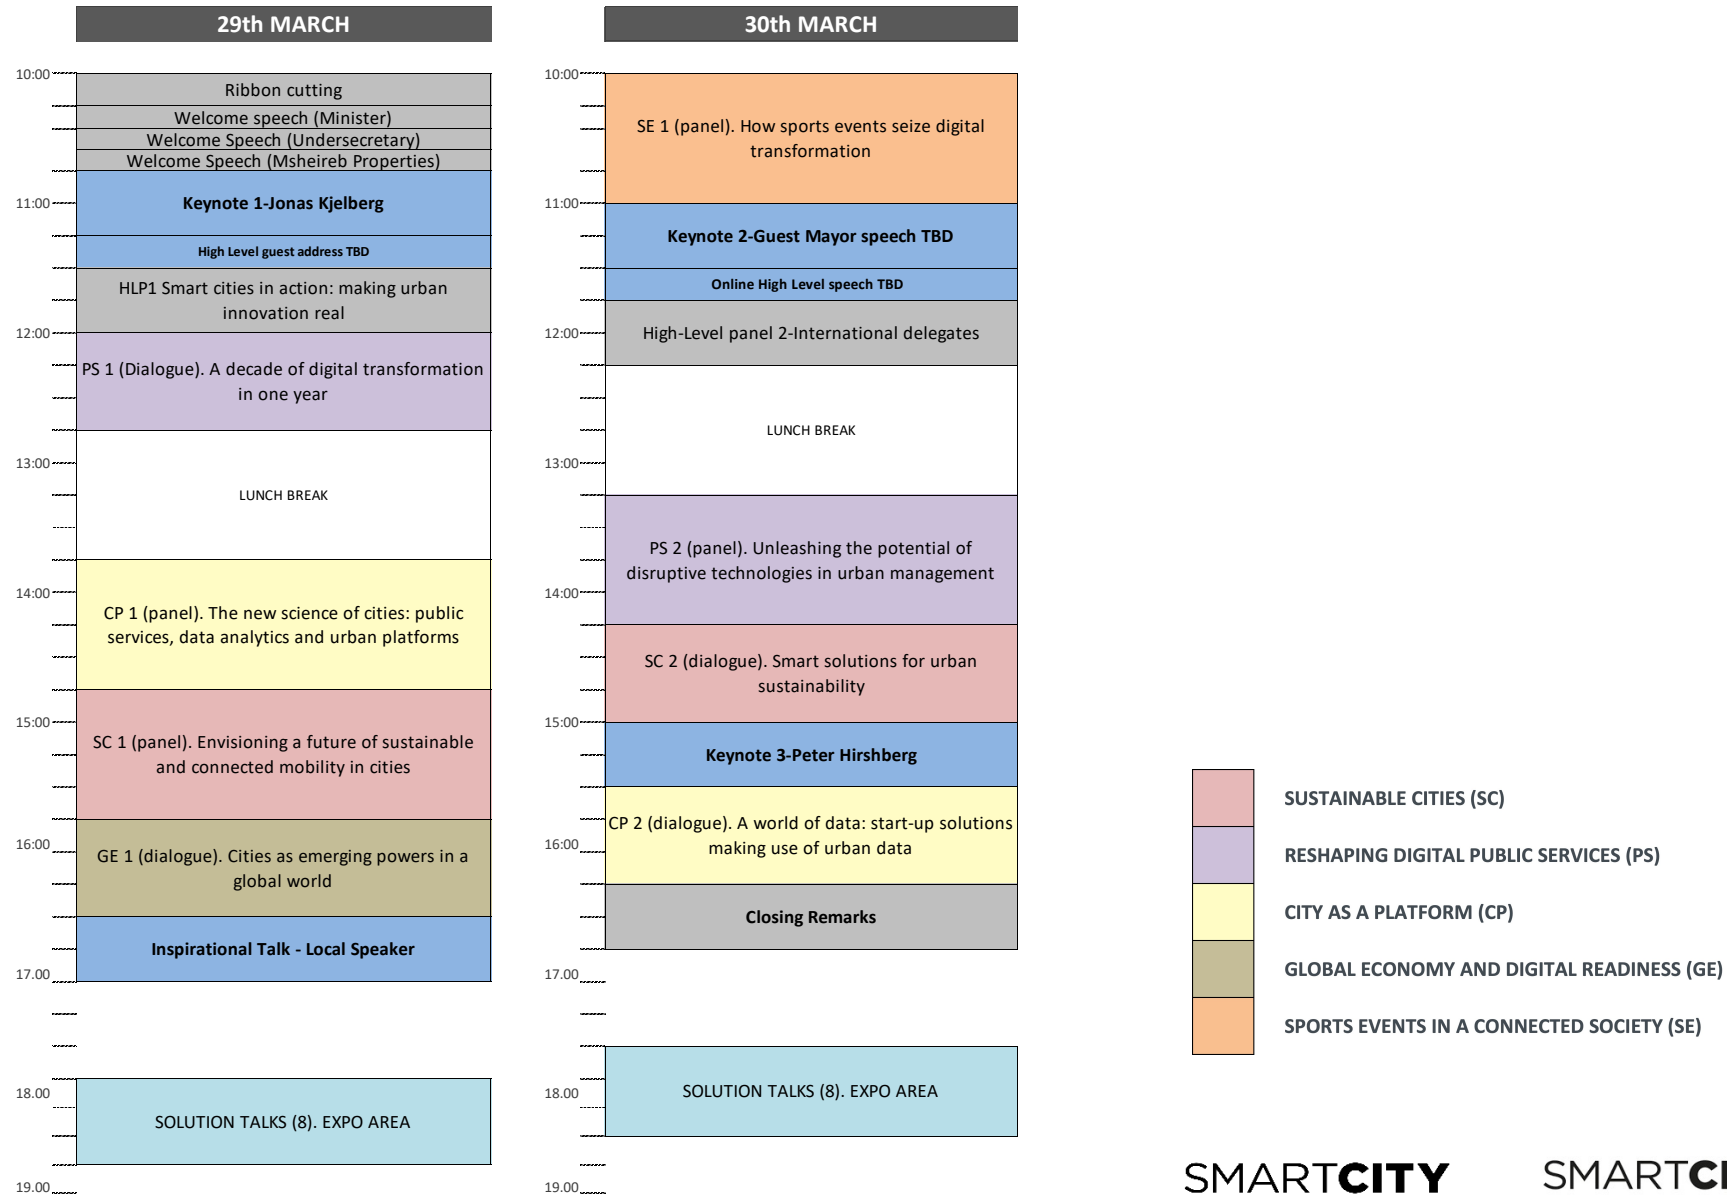 29th MARCH
10:00
Ribbon cutting
Welcome speech (Minister)
Welcome Speech (Undersecretary)
Welcome Speech (Msheireb Properties)
11:00
Keynote 1-Jonas Kjelberg
High Level guest address TBD
HLP1 Smart cities in action: making urban
innovation real
12:00
PS 1 (Dialogue). A decade of digital transformation
in one year
13:00
LUNCH BREAK
14:00
CP 1 (panel). The new science of cities: public
services, data analytics and urban platforms
15:00
SC 1 (panel). Envisioning a future of sustainable
and connected mobility in cities
16:00
GE 1 (dialogue). Cities as emerging powers in a
global world
Inspirational Talk - Local Speaker
17.00
18.00
SOLUTION TALKS (8). EXPO AREA
19.00
30th MARCH
10:00
SE 1 (panel). How sports events seize digital
transformation
11:00
Keynote 2-Guest Mayor speech TBD
Online High Level speech TBD
12:00
High-Level panel 2-International delegates
LUNCH BREAK
13:00
PS 2 (panel). Unleashing the potential of
disruptive technologies in urban management
14:00
SC 2 (dialogue). Smart solutions for urban
sustainability
15:00
Keynote 3-Peter Hirshberg
CP 2 (dialogue). A world of data: start-up solutions
making use of urban data
16:00
Closing Remarks
17.00
18.00
SOLUTION TALKS (8). EXPO AREA
19.00
SUSTAINABLE CITIES (SC)
RESHAPING DIGITAL PUBLIC SERVICES (PS)
CITY AS A PLATFORM (CP)
GLOBAL ECONOMY AND DIGITAL READINESS (GE)
SPORTS EVENTS IN A CONNECTED SOCIETY (SE)
SMARTCITY
SMARTCI